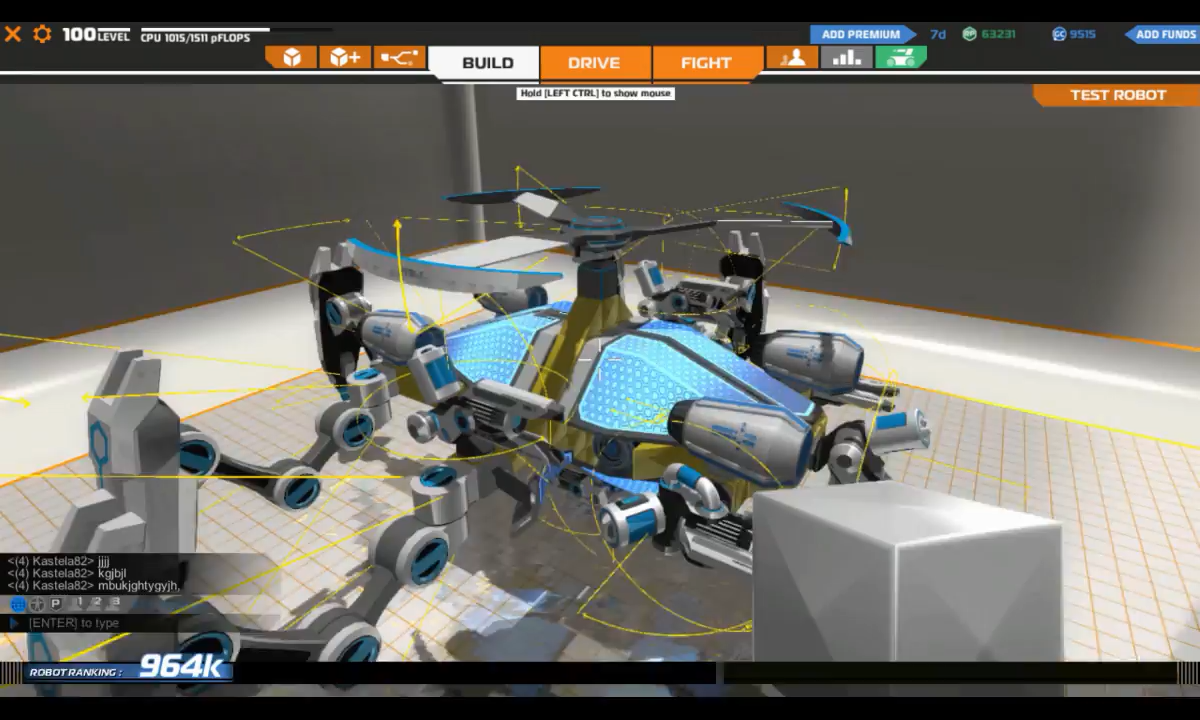 100 LEVEL CPU 1015/1511 pFLOPS
ADD PREMIUM 7d RP 63231 GC 9515 ADD FUNDS
BUILD DRIVE FIGHT
Hold [LEFT CTRL] to show mouse
TEST ROBOT
<(4) Kastela82> jjjj
<(4) Kastela82> kgjbjl
<(4) Kastela82> mbukjghtygyjh,
P 1 2 3
[ENTER] to type
ROBOT RANKING : 964k